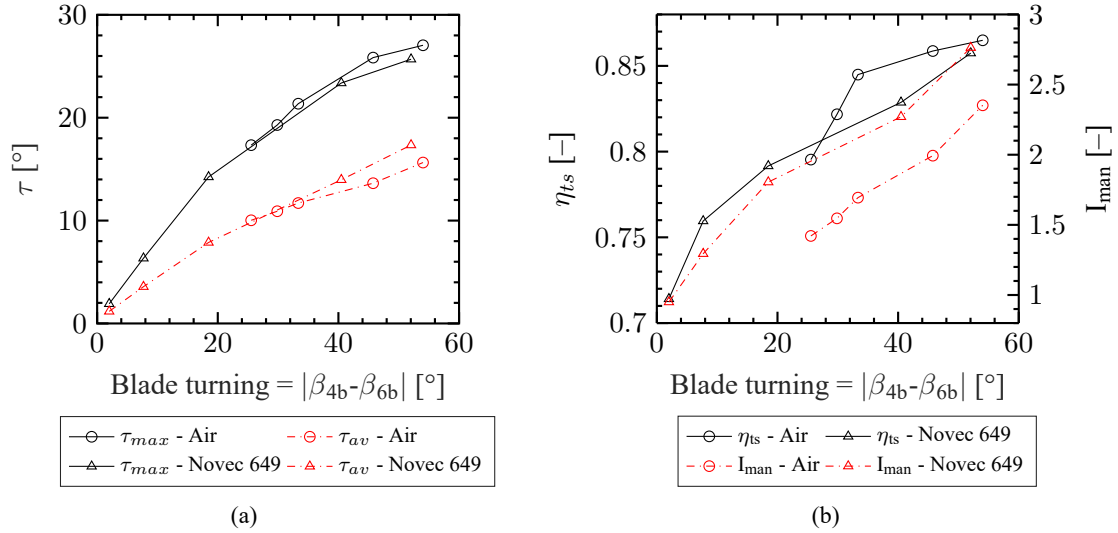 30
20
10
0
τ [°]
0 20 40 60
Blade turning = |β4b-β6b| [°]
τmax - Air τav - Air
τmax - Novec 649 τav - Novec 649
(a)
0.85
0.8
0.75
0.7
ηts [−]
3
2.5
2
1.5
1
Iman [−]
0 20 40 60
Blade turning = |β4b-β6b| [°]
ηts - Air ηts - Novec 649
Iman - Air Iman - Novec 649
(b)